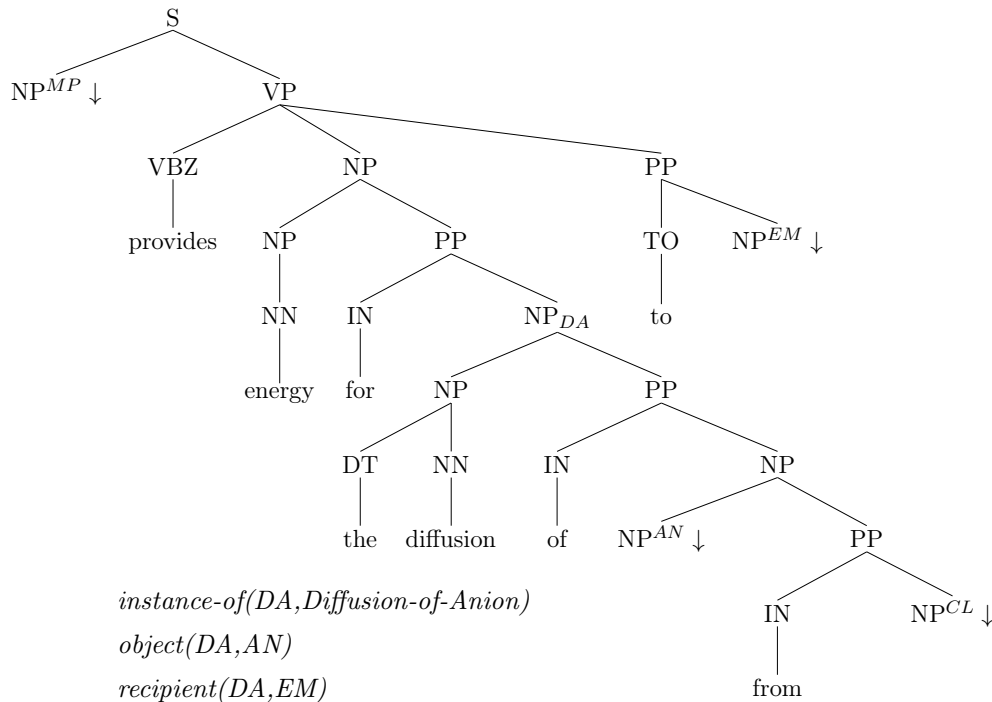 S
NP^{MP} ↓ VP
VBZ NP PP
provides NP PP TO NP^{EM} ↓
NN IN NP_{DA} to
energy for NP PP
DT NN IN NP
the diffusion of NP^{AN} ↓ PP
instance-of(DA,Diffusion-of-Anion) IN NP^{CL} ↓
object(DA,AN)
recipient(DA,EM) from